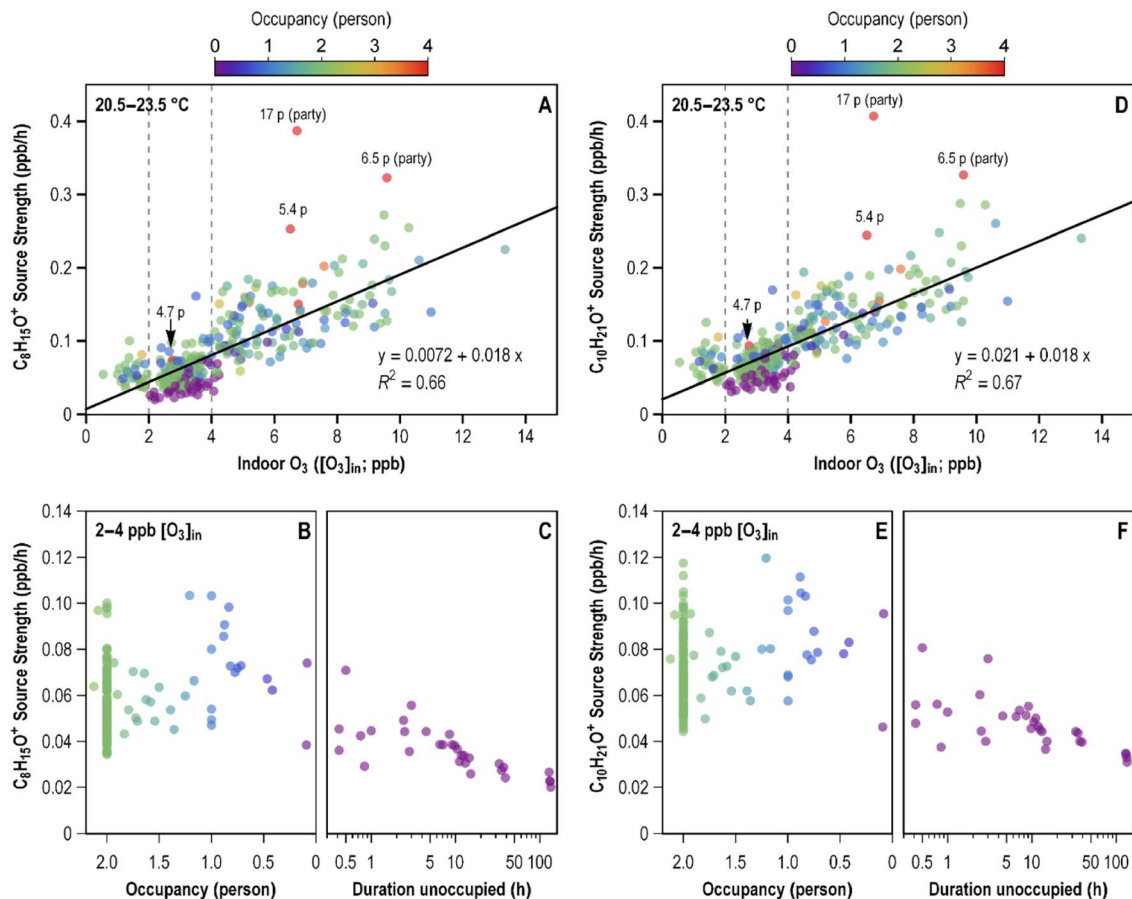 Occupancy (person)
0 1 2 3 4
20.5–23.5 °C
A
17 p (party)
6.5 p (party)
5.4 p
4.7 p
y = 0.0072 + 0.018 x
R² = 0.66
C₈H₁₅O⁺ Source Strength (ppb/h)
0.4
0.3
0.2
0.1
0
0 2 4 6 8 10 12 14
Indoor O₃ ([O₃]ᵢₙ; ppb)
Occupancy (person)
0 1 2 3 4
20.5–23.5 °C
D
17 p (party)
6.5 p (party)
5.4 p
4.7 p
y = 0.021 + 0.018 x
R² = 0.67
C₁₀H₂₁O⁺ Source Strength (ppb/h)
0.4
0.3
0.2
0.1
0
0 2 4 6 8 10 12 14
Indoor O₃ ([O₃]ᵢₙ; ppb)
2–4 ppb [O₃]ᵢₙ
B
C₈H₁₅O⁺ Source Strength (ppb/h)
0.14
0.12
0.10
0.08
0.06
0.04
0.02
0
2.0 1.5 1.0 0.5 0
Occupancy (person)
C
0.5 1 5 10 50 100
Duration unoccupied (h)
2–4 ppb [O₃]ᵢₙ
E
C₁₀H₂₁O⁺ Source Strength (ppb/h)
0.14
0.12
0.10
0.08
0.06
0.04
0.02
0
2.0 1.5 1.0 0.5 0
Occupancy (person)
F
0.5 1 5 10 50 100
Duration unoccupied (h)